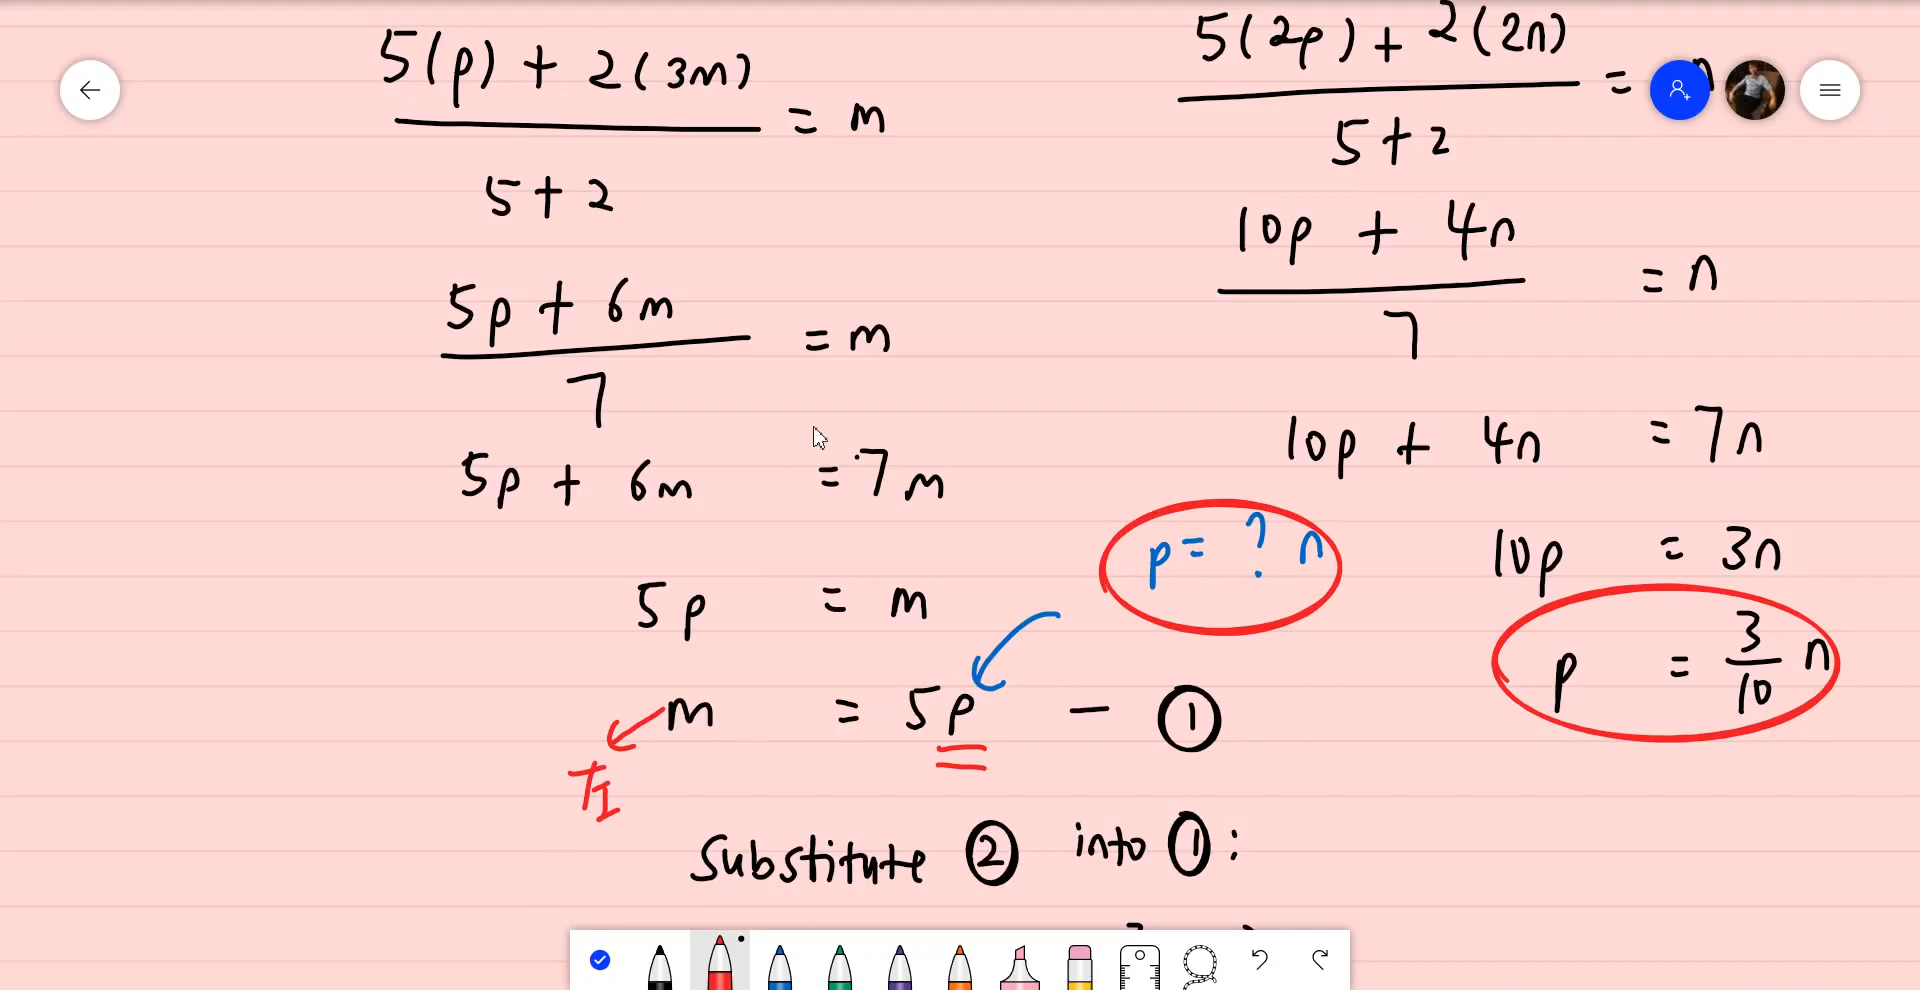 5(p) + 2(3m)
= m
5 + 2
5p + 6m
= m
7
5p + 6m = 7m
5p = m
m = 5p — ①
TI
Substitute ② into ①:
5(2p) + 2(2n)
= n
5 + 2
10p + 4n
= n
7
10p + 4n = 7n
p = ? n
10p = 3n
p = 3/10 n